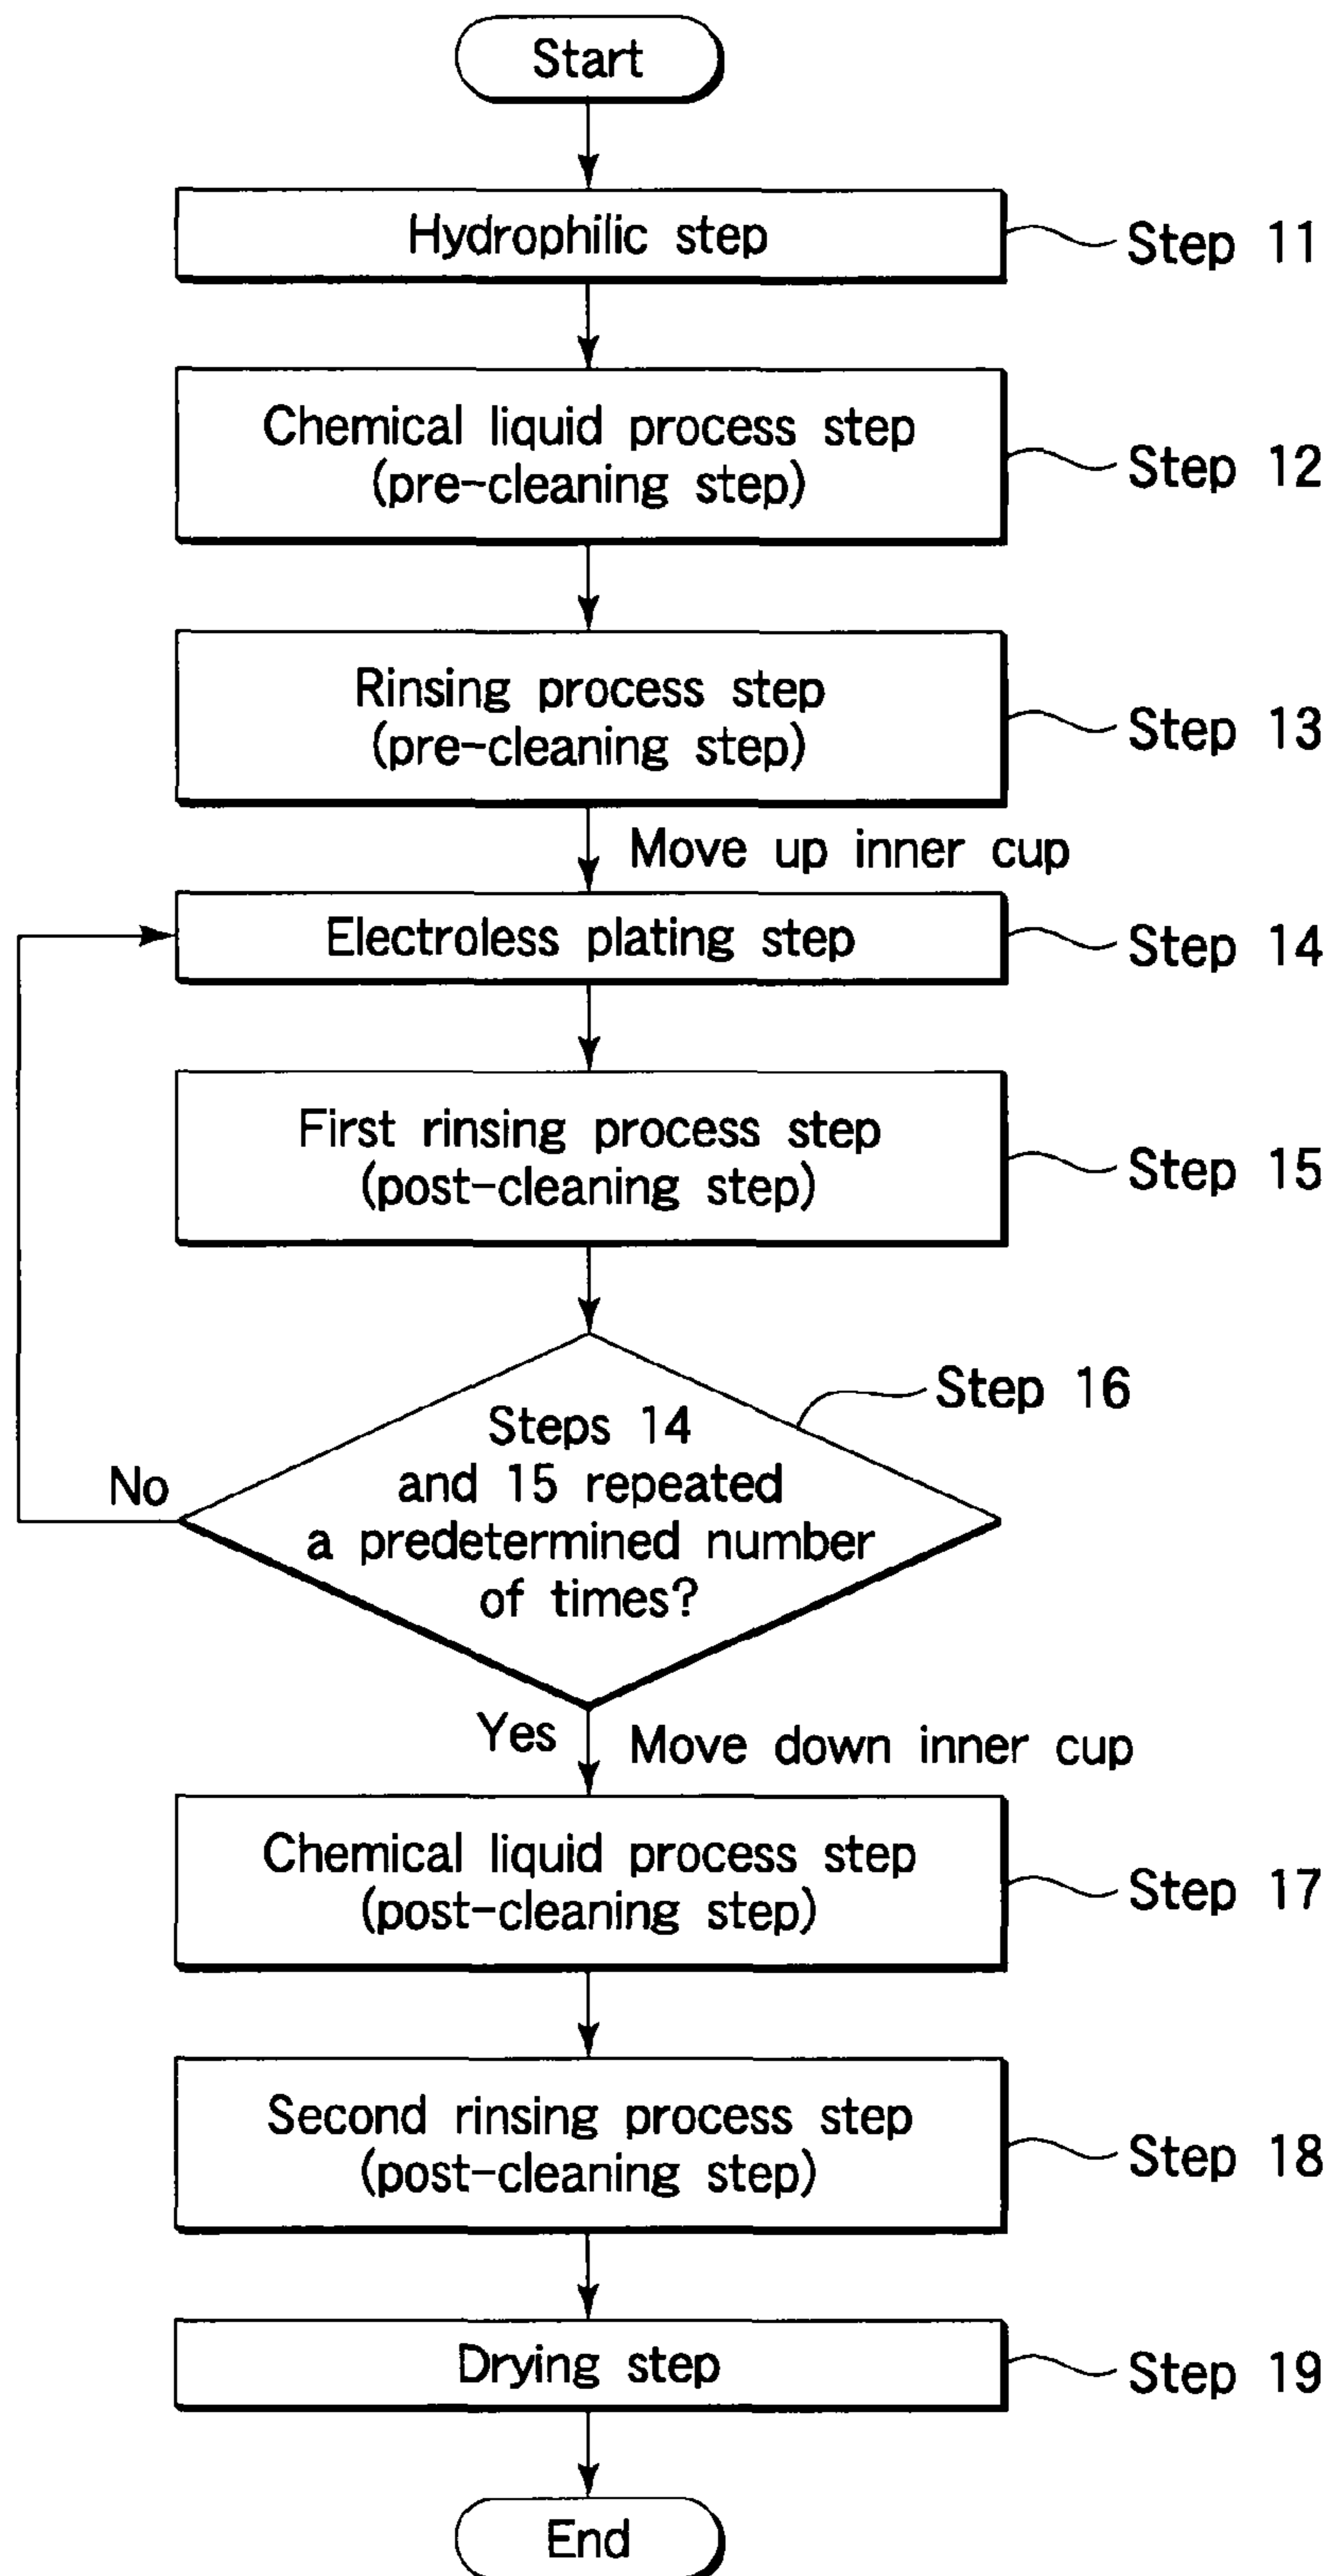 Start
Hydrophilic step
Step 11
Chemical liquid process step
(pre-cleaning step)
Step 12
Rinsing process step
(pre-cleaning step)
Step 13
Move up inner cup
Electroless plating step
Step 14
First rinsing process step
(post-cleaning step)
Step 15
Step 16
Steps 14
and 15 repeated
a predetermined number
of times?
No
Yes
Move down inner cup
Chemical liquid process step
(post-cleaning step)
Step 17
Second rinsing process step
(post-cleaning step)
Step 18
Drying step
Step 19
End